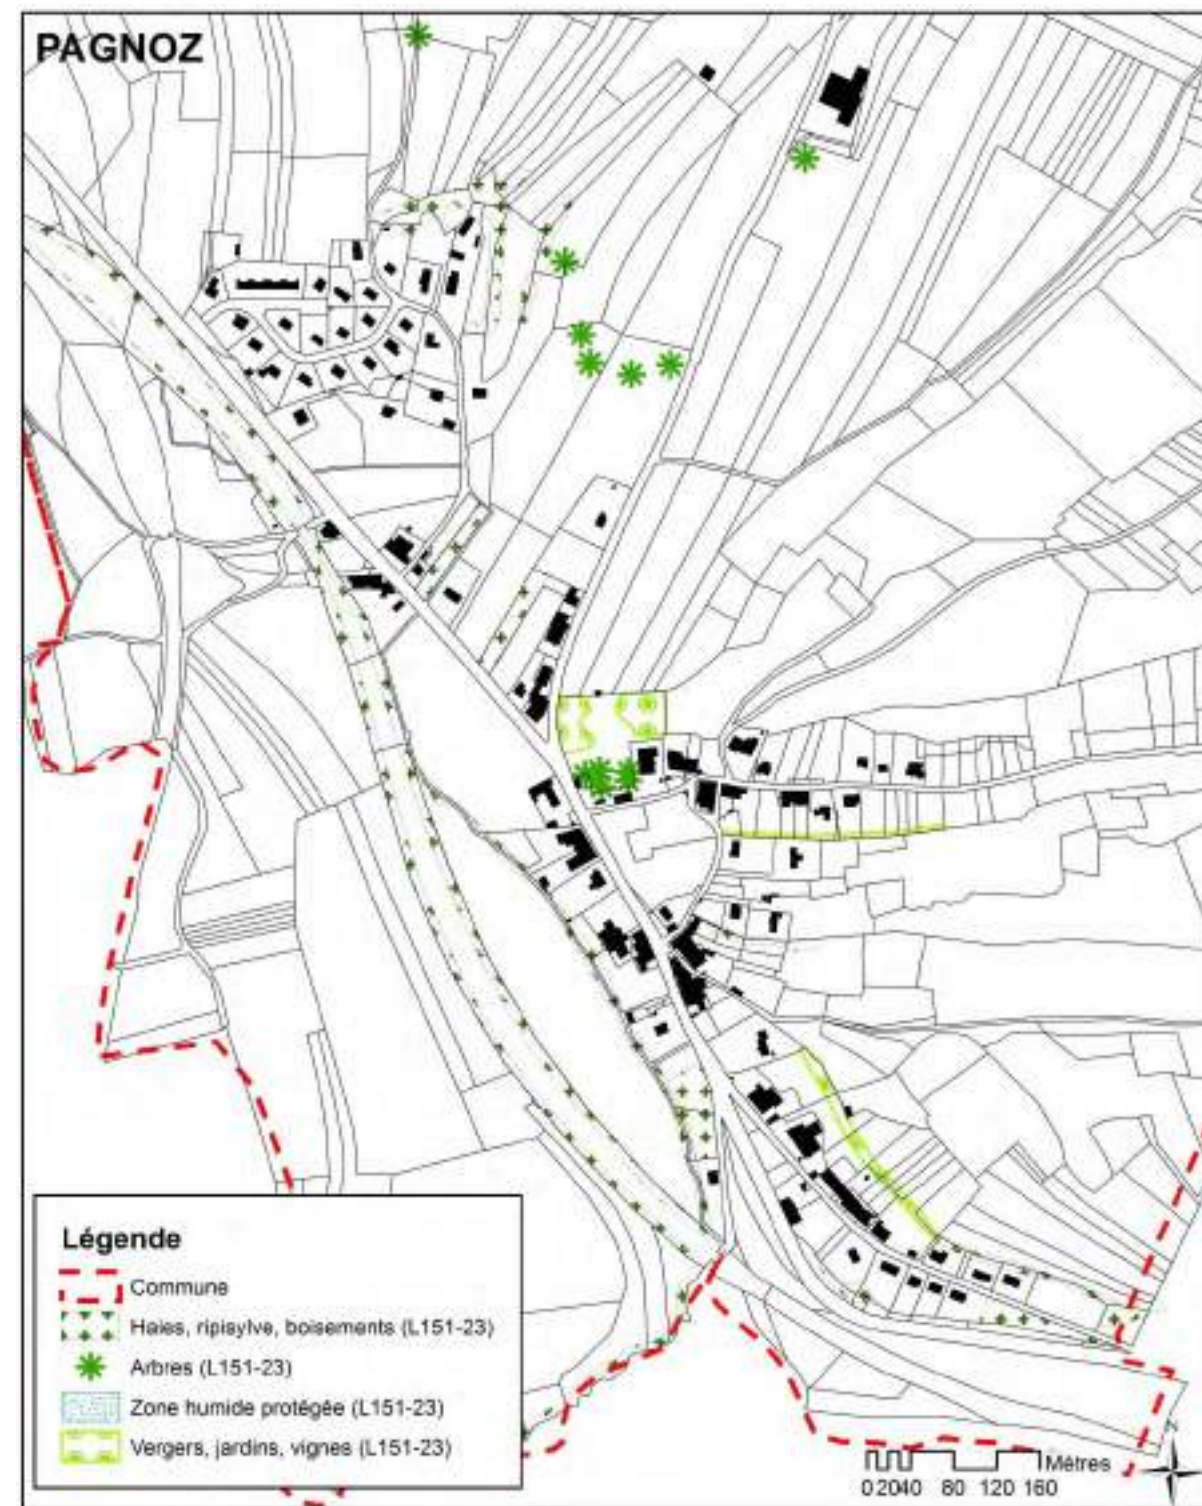 PAGNOZ
Légende
Commune
Haies, ripisylve, boisements (L151-23)
Arbres (L151-23)
Zone humide protégée (L151-23)
Vergers, jardins, vignes (L151-23)
Mètres
0 20 40 80 120 160